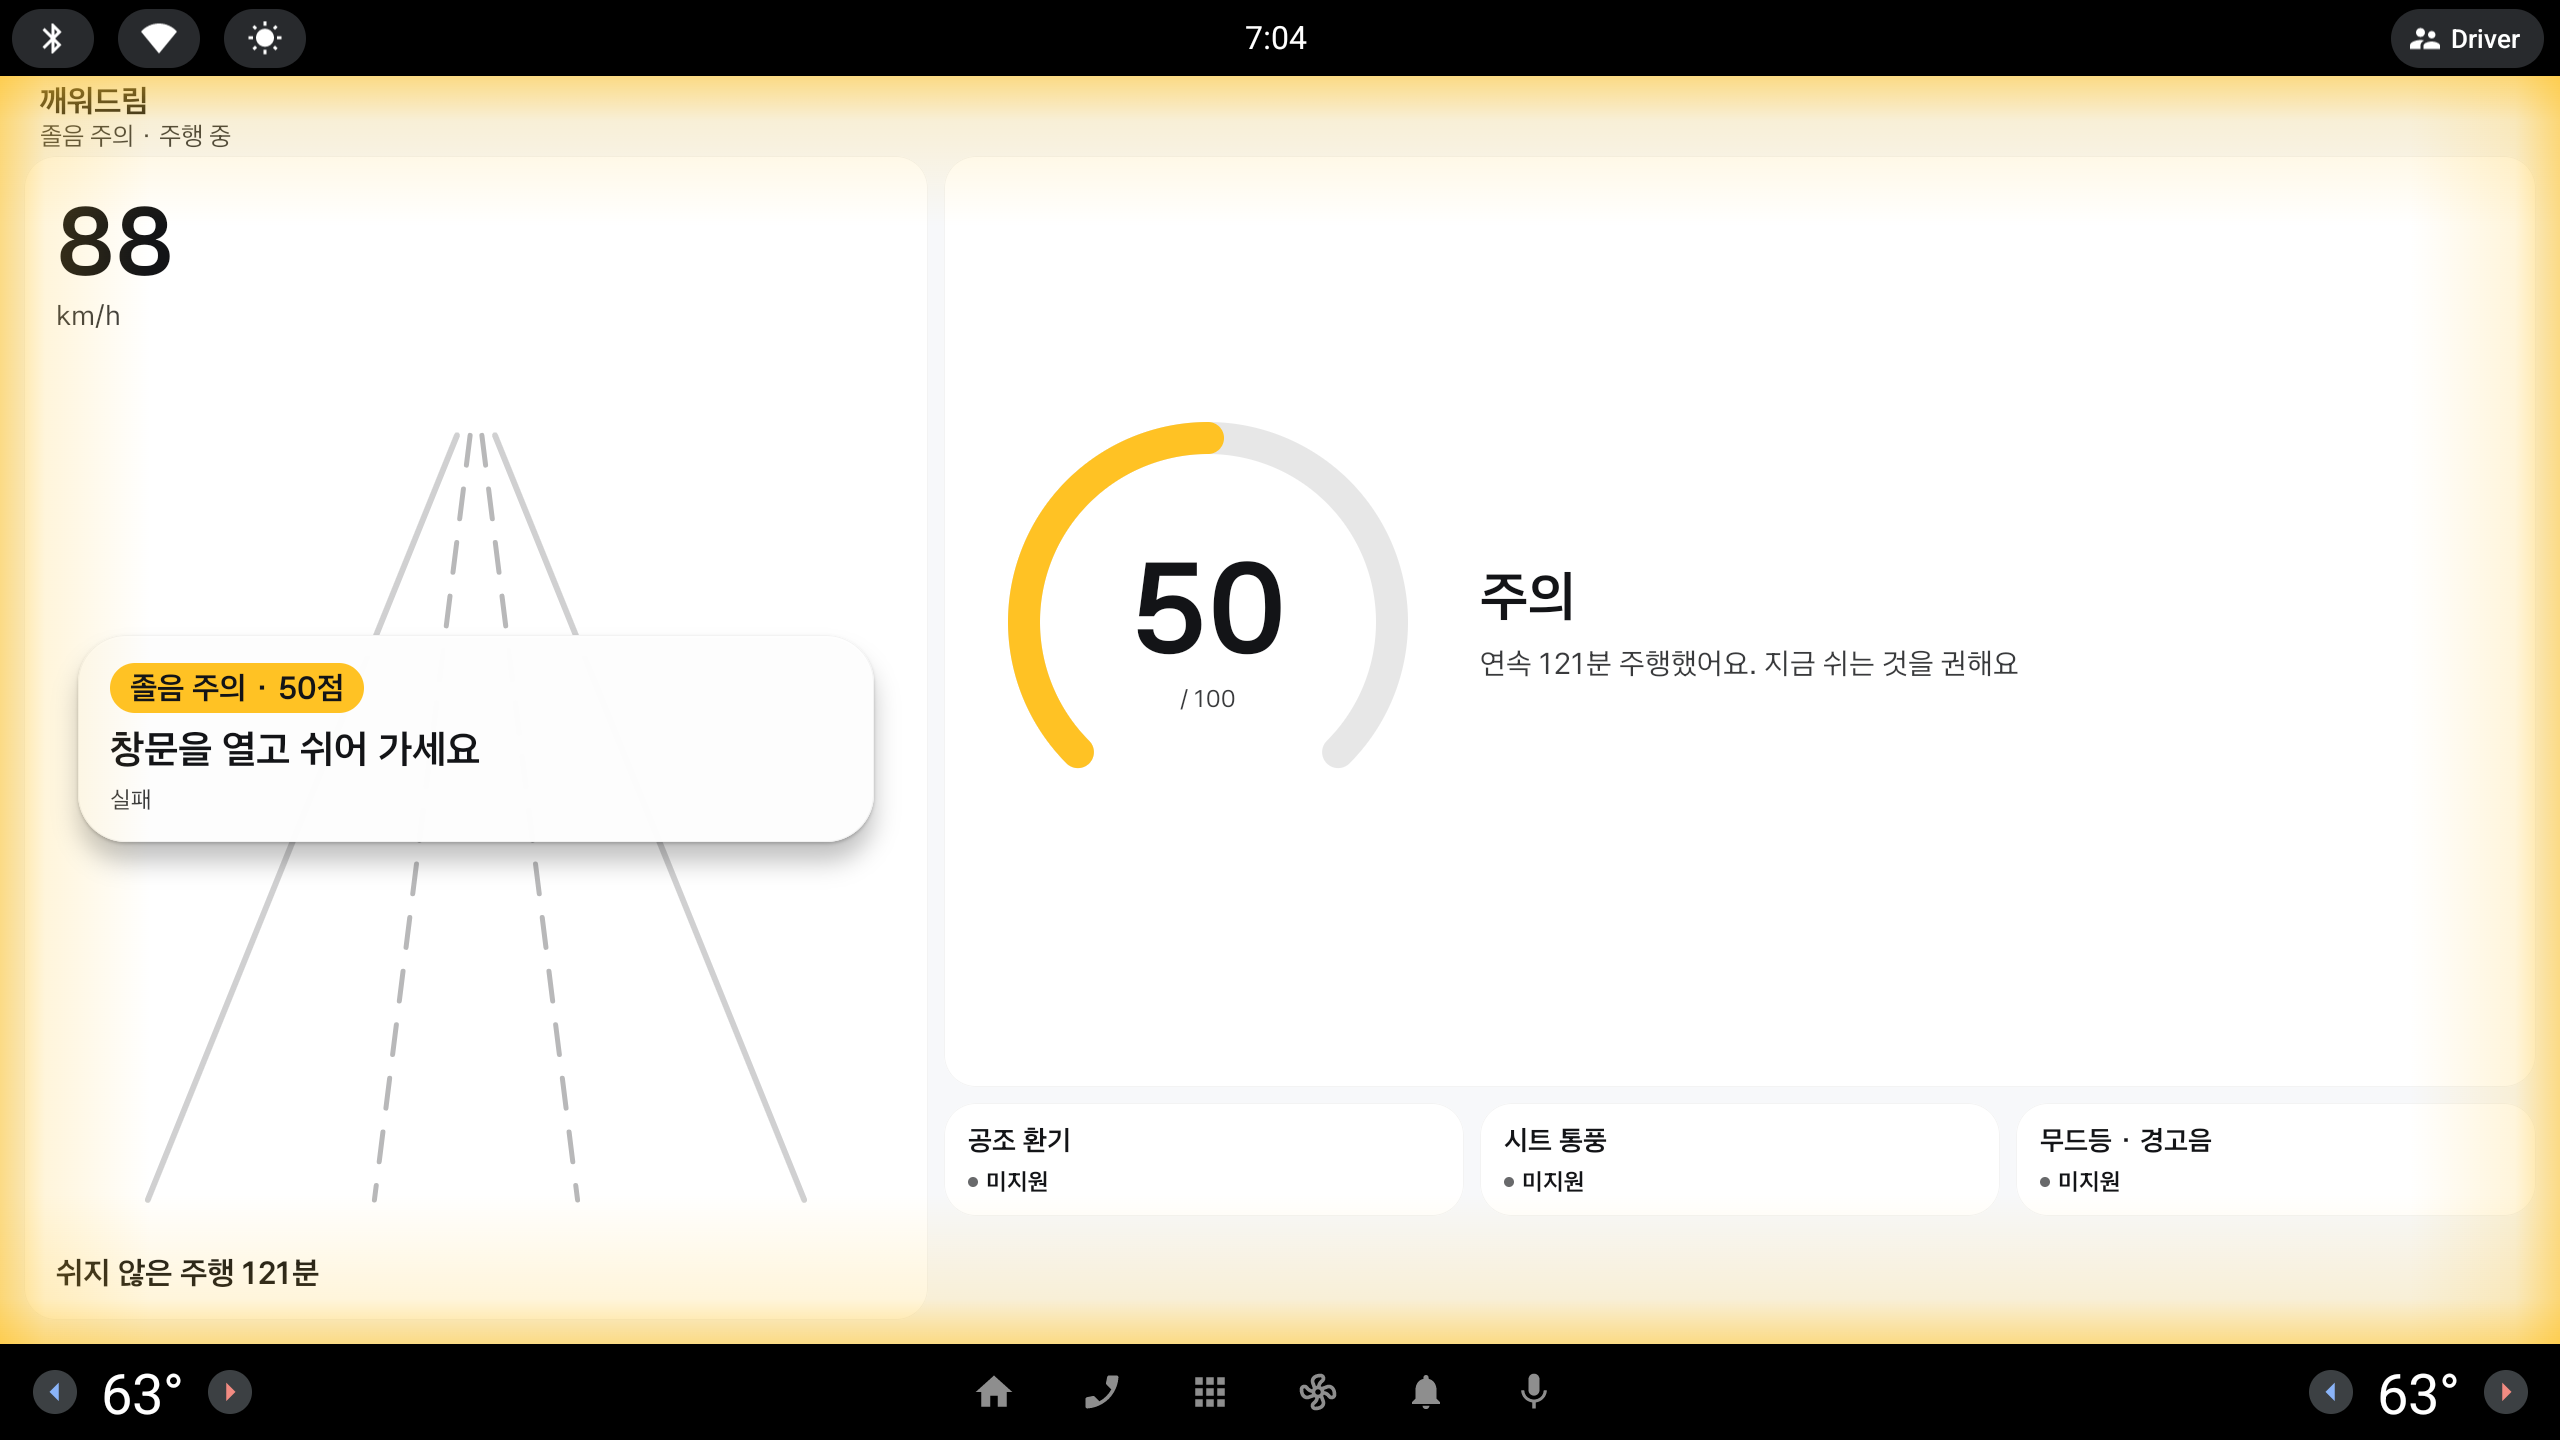 7:04
Driver
깨워드림
졸음 주의 · 주행 중
88
km/h
졸음 주의 · 50점
창문을 열고 쉬어 가세요
실패
쉬지 않은 주행 121분
50
/ 100
주의
연속 121분 주행했어요. 지금 쉬는 것을 권해요
공조 환기
미지원
시트 통풍
미지원
무드등 · 경고음
미지원
63°
63°